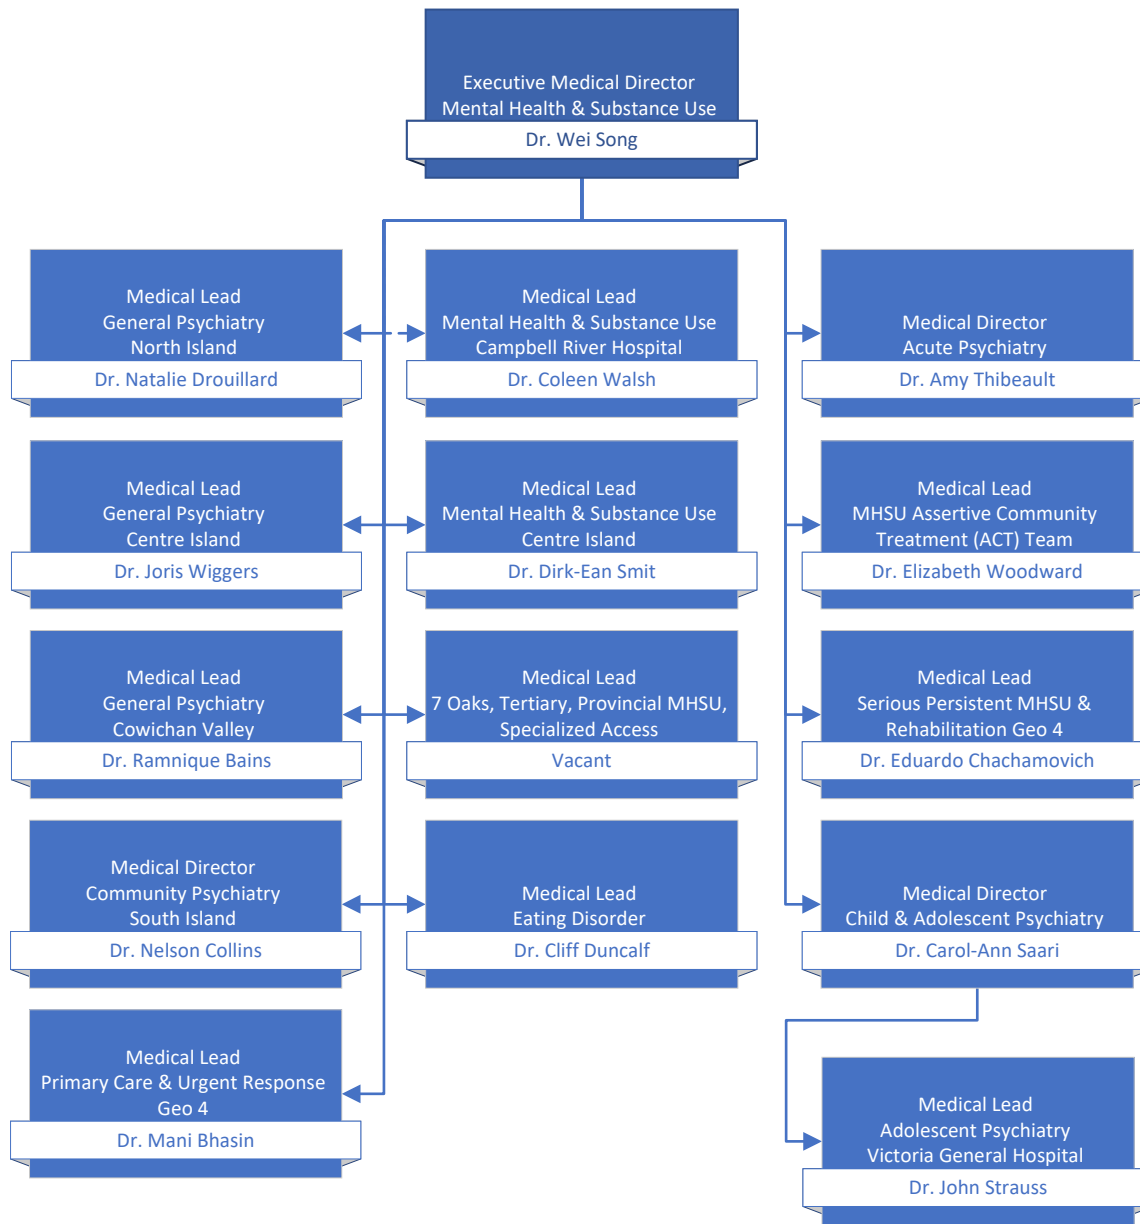 Executive Medical Director
Mental Health & Substance Use
Dr. Wei Song
Medical Lead
General Psychiatry
North Island
Dr. Natalie Drouillard
Medical Lead
Mental Health & Substance Use
Campbell River Hospital
Dr. Coleen Walsh
Medical Director
Acute Psychiatry
Dr. Amy Thibeault
Medical Lead
General Psychiatry
Centre Island
Dr. Joris Wiggers
Medical Lead
Mental Health & Substance Use
Centre Island
Dr. Dirk-Ean Smit
Medical Lead
MHSU Assertive Community
Treatment (ACT) Team
Dr. Elizabeth Woodward
Medical Lead
General Psychiatry
Cowichan Valley
Dr. Ramnique Bains
Medical Lead
7 Oaks, Tertiary, Provincial MHSU,
Specialized Access
Vacant
Medical Lead
Serious Persistent MHSU &
Rehabilitation Geo 4
Dr. Eduardo Chachamovich
Medical Director
Community Psychiatry
South Island
Dr. Nelson Collins
Medical Lead
Eating Disorder
Dr. Cliff Duncalf
Medical Director
Child & Adolescent Psychiatry
Dr. Carol-Ann Saari
Medical Lead
Primary Care & Urgent Response
Geo 4
Dr. Mani Bhasin
Medical Lead
Adolescent Psychiatry
Victoria General Hospital
Dr. John Strauss